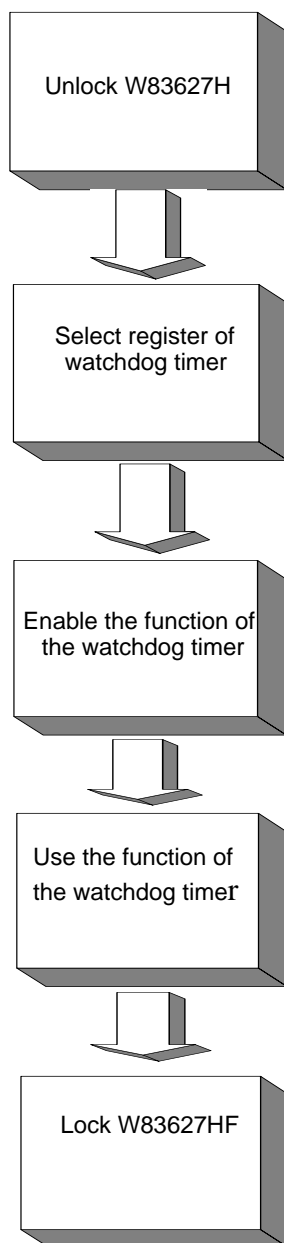 Unlock W83627H
Select register of
watchdog timer
Enable the function of
the watchdog timer
Use the function of
the watchdog timer
Lock W83627HF